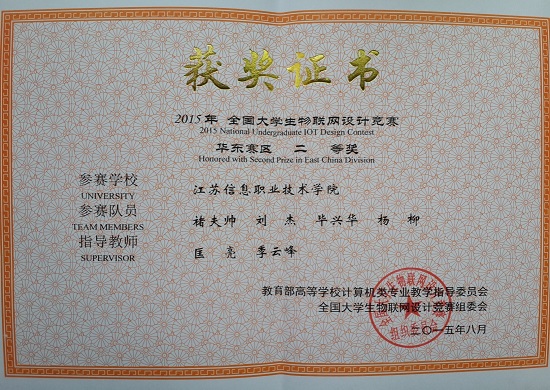 获奖证书
2015年 全国大学生物联网设计竞赛
2015 National Undergraduate IOT Design Contest
华东赛区 二 等奖
Honored with Second Prize in East China Division
参赛学校 江苏信息职业技术学院
UNIVERSITY
参赛队员 褚夫帅 刘杰 毕兴华 杨柳
TEAM MEMBERS
指导教师 匡亮 季云峰
SUPERVISOR
教育部高等学校计算机类专业教学指导委员会
全国大学生物联网设计竞赛组委会
二〇一五年八月